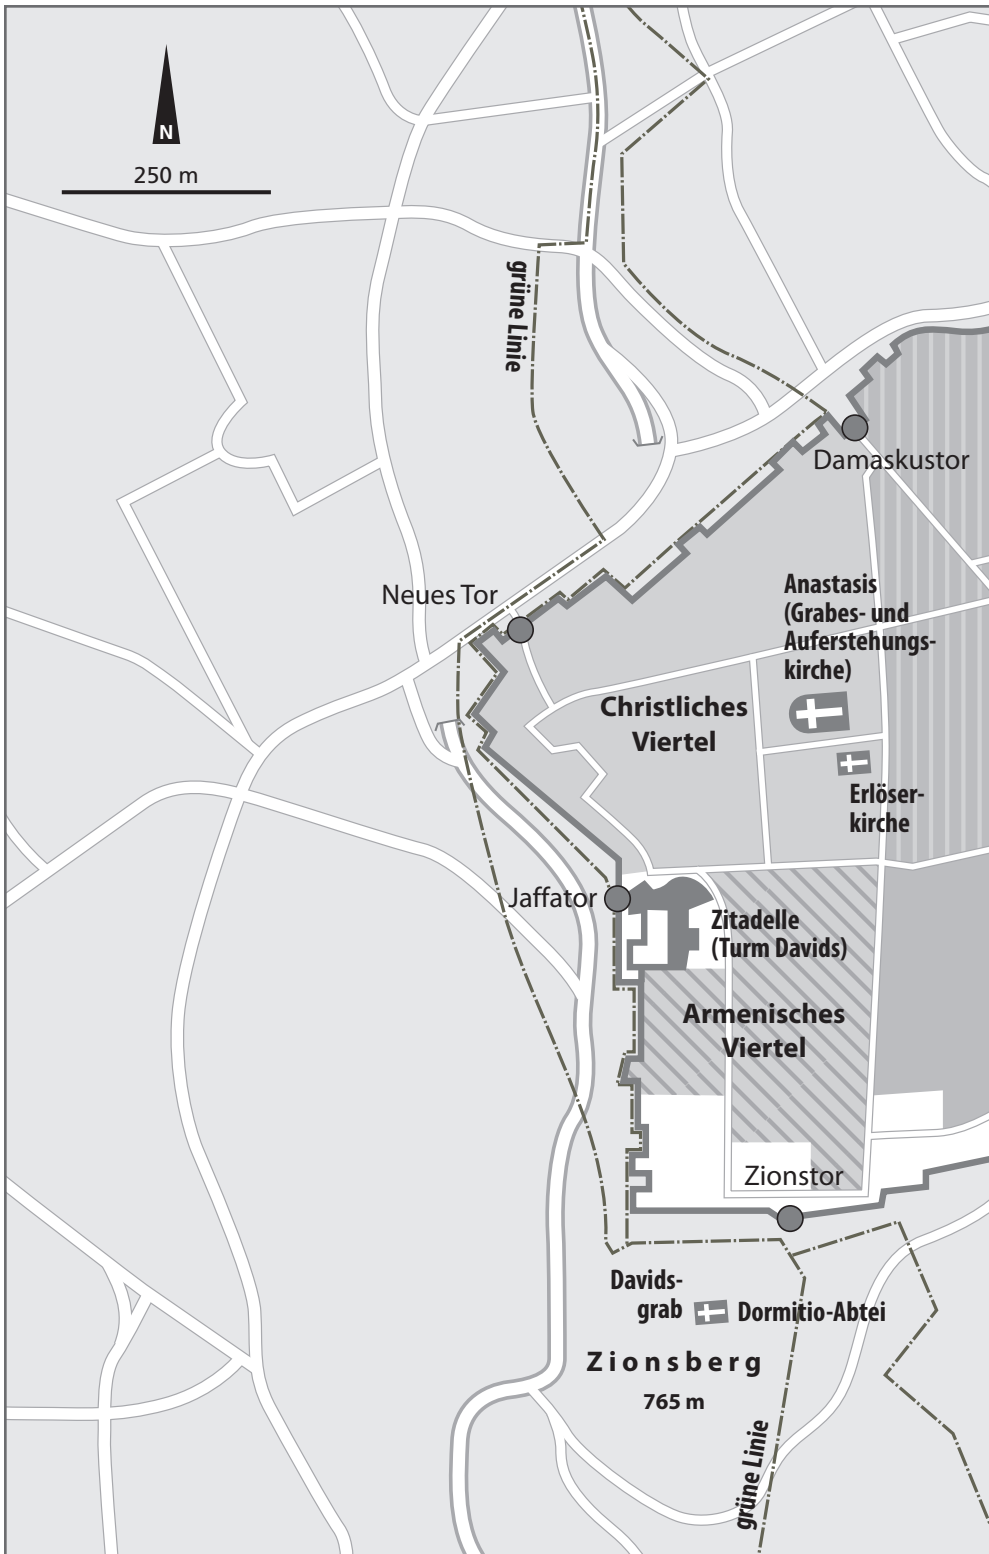 N
250 m
grüne Linie
Damaskustor
Neues Tor
Anastasis
(Grabes- und
Auferstehungs-
kirche)
Christliches
Viertel
Erlöser-
kirche
Jaffator
Zitadelle
(Turm Davids)
Armenisches
Viertel
Zionstor
Davids-
grab
Dormitio-Abtei
Zionsberg
765 m
grüne Linie